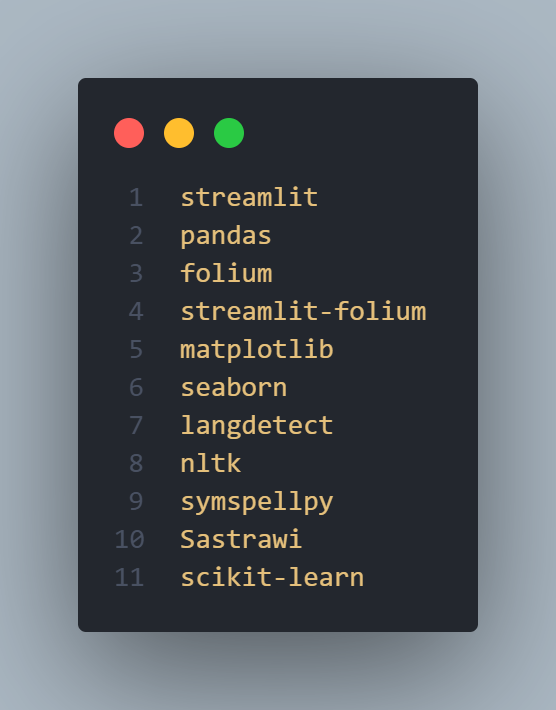 1 streamlit
2 pandas
3 folium
4 streamlit-folium
5 matplotlib
6 seaborn
7 langdetect
8 nltk
9 symspellpy
10 Sastrawi
11 scikit-learn